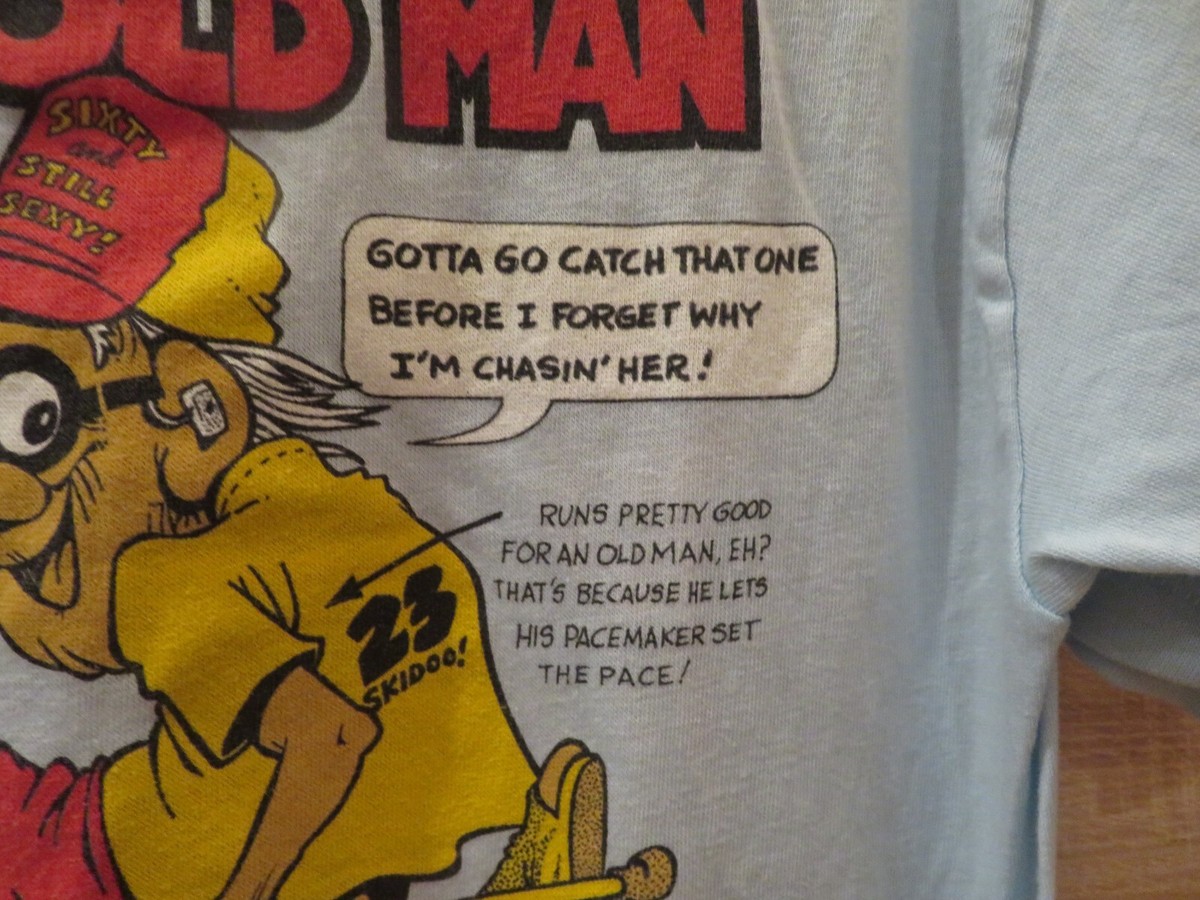 OLD MAN
SIXTY
and
STILL
SEXY!
GOTTA GO CATCH THAT ONE
BEFORE I FORGET WHY
I'M CHASIN' HER!
RUNS PRETTY GOOD
FOR AN OLD MAN, EH?
THAT'S BECAUSE HE LETS
HIS PACEMAKER SET
THE PACE!
23
SKIDOO!